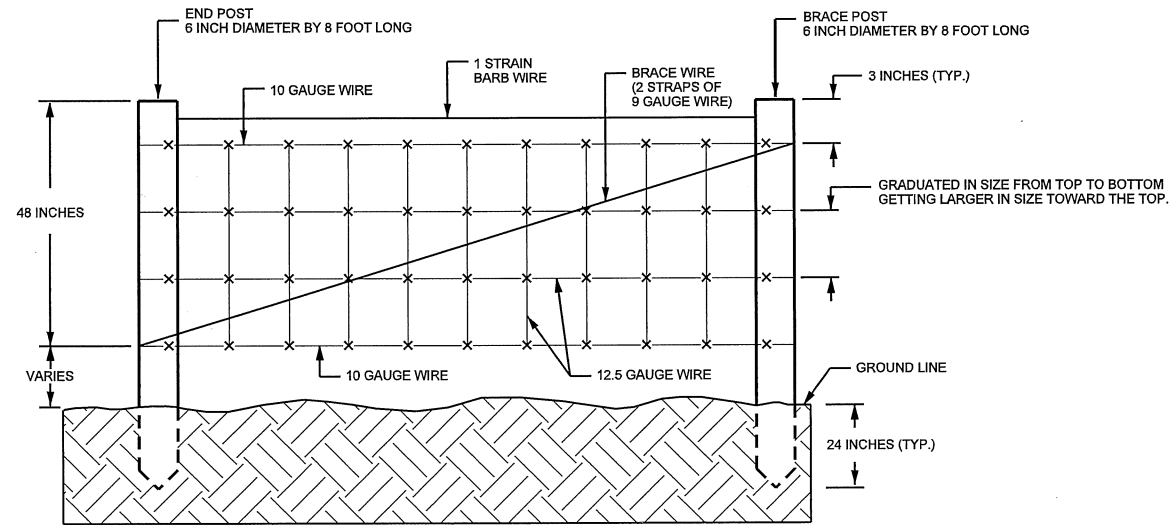 END POST
6 INCH DIAMETER BY 8 FOOT LONG
BRACE POST
6 INCH DIAMETER BY 8 FOOT LONG
1 STRAIN
BARB WIRE
BRACE WIRE
(2 STRAPS OF
9 GAUGE WIRE)
3 INCHES (TYP.)
10 GAUGE WIRE
48 INCHES
GRADUATED IN SIZE FROM TOP TO BOTTOM
GETTING LARGER IN SIZE TOWARD THE TOP.
VARIES
10 GAUGE WIRE
12.5 GAUGE WIRE
GROUND LINE
24 INCHES (TYP.)